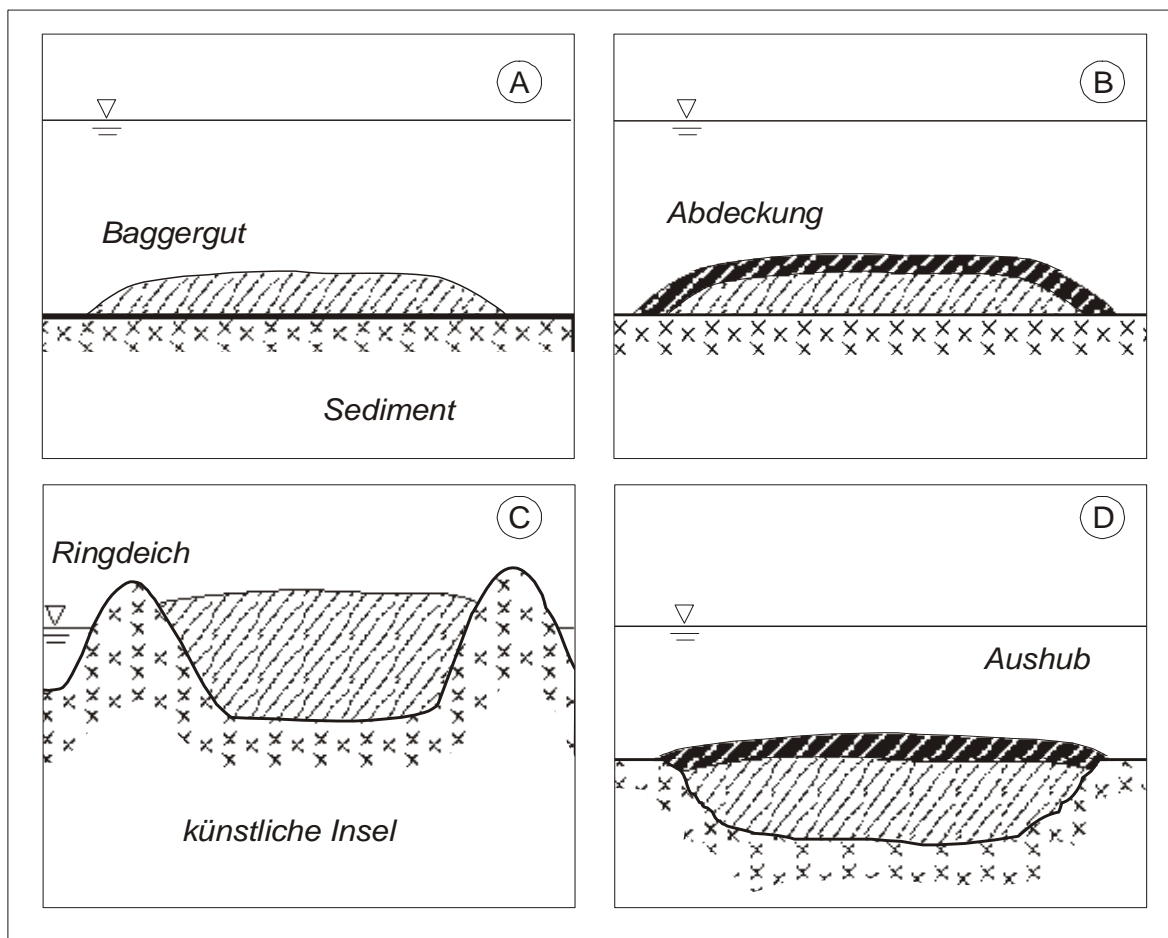 A
Baggergut
Sediment
B
Abdeckung
C
Ringdeich
künstliche Insel
D
Aushub